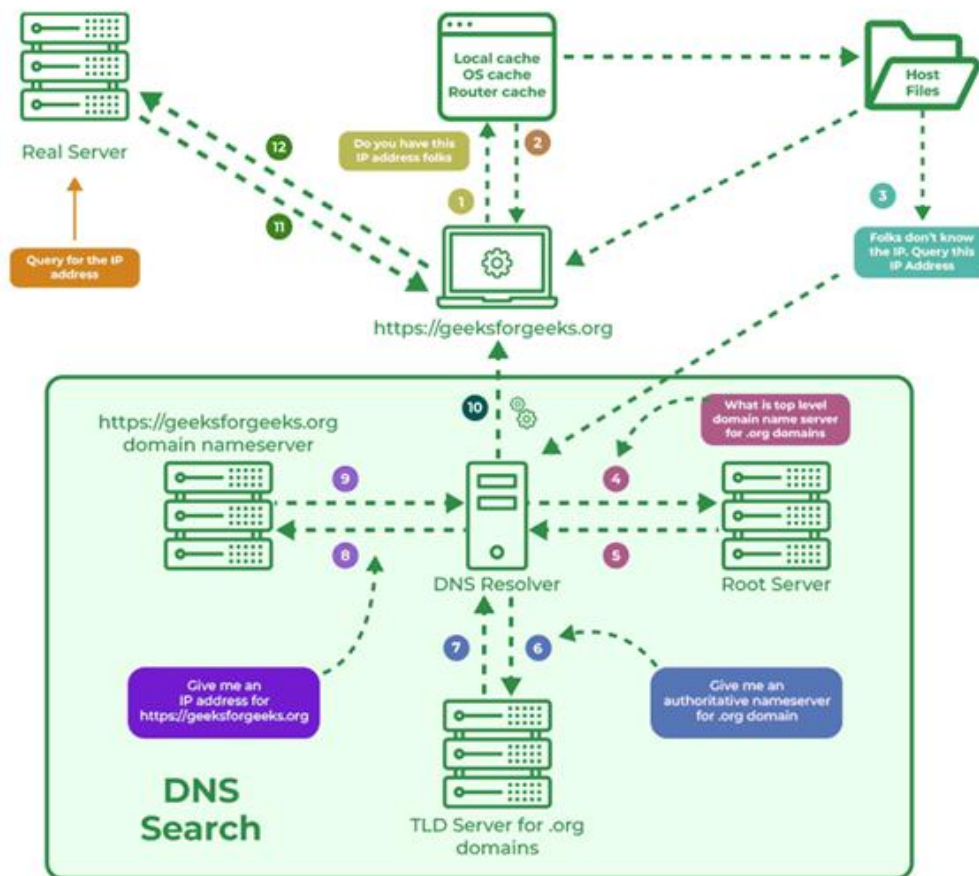 Local cache
OS cache
Router cache
Host
Files
Real Server
12
Do you have this
IP address folks
2
1
3
11
Query for the IP
address
Folks don't know
the IP. Query this
IP Address
https://geeksforgeeks.org
10
What is top level
domain name server
for .org domains
https://geeksforgeeks.org
domain nameserver
9
4
8
5
DNS Resolver
Root Server
7
6
Give me an
IP address for
https://geeksforgeeks.org
Give me an
authoritative nameserver
for .org domain
DNS
Search
TLD Server for .org
domains